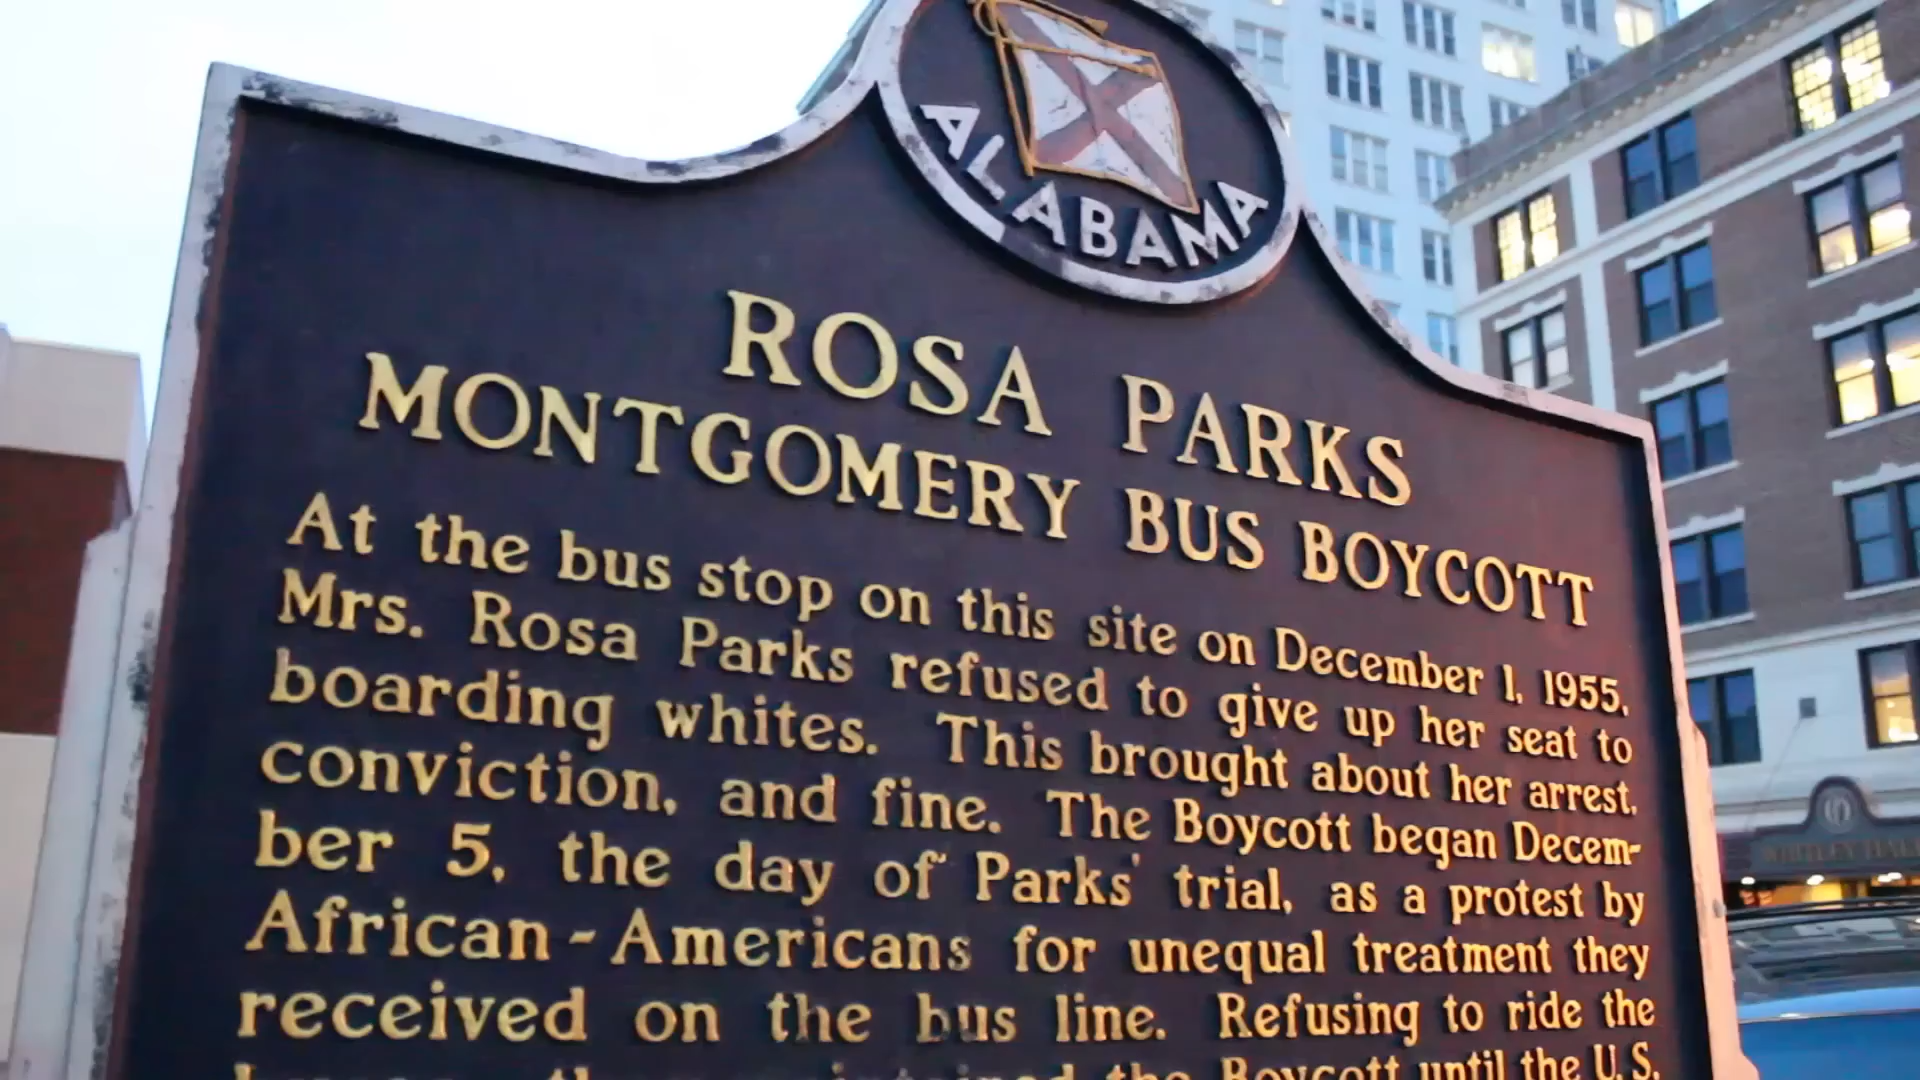 ALABAMA
ROSA PARKS
MONTGOMERY BUS BOYCOTT
At the bus stop on this site on December 1, 1955,
Mrs. Rosa Parks refused to give up her seat to
boarding whites. This brought about her arrest,
conviction, and fine. The Boycott began Decem-
ber 5, the day of Parks' trial, as a protest by
African-Americans for unequal treatment they
received on the bus line. Refusing to ride the
the Boycott until the U.S.
WHITLEY HALL